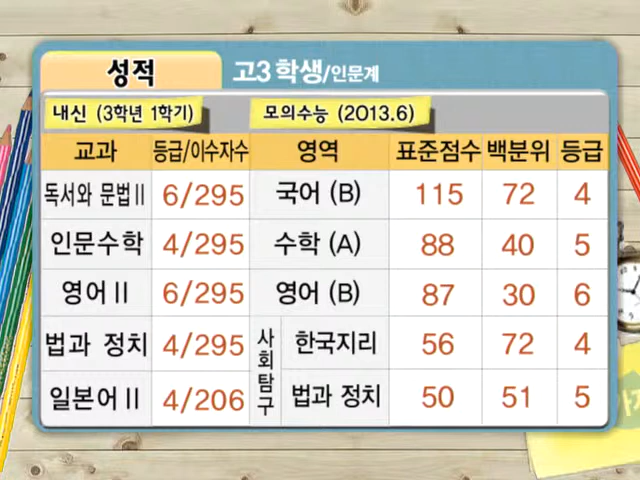 성적 고3 학생/인문계
내신 (3학년 1학기) 모의수능 (2013.6)
교과 등급/이수자수 영역 표준점수 백분위 등급
독서와 문법Ⅱ 6/295 국어 (B) 115 72 4
인문수학 4/295 수학 (A) 88 40 5
영어Ⅱ 6/295 영어 (B) 87 30 6
법과 정치 4/295 사회탐구 한국지리 56 72 4
일본어Ⅱ 4/206 법과 정치 50 51 5